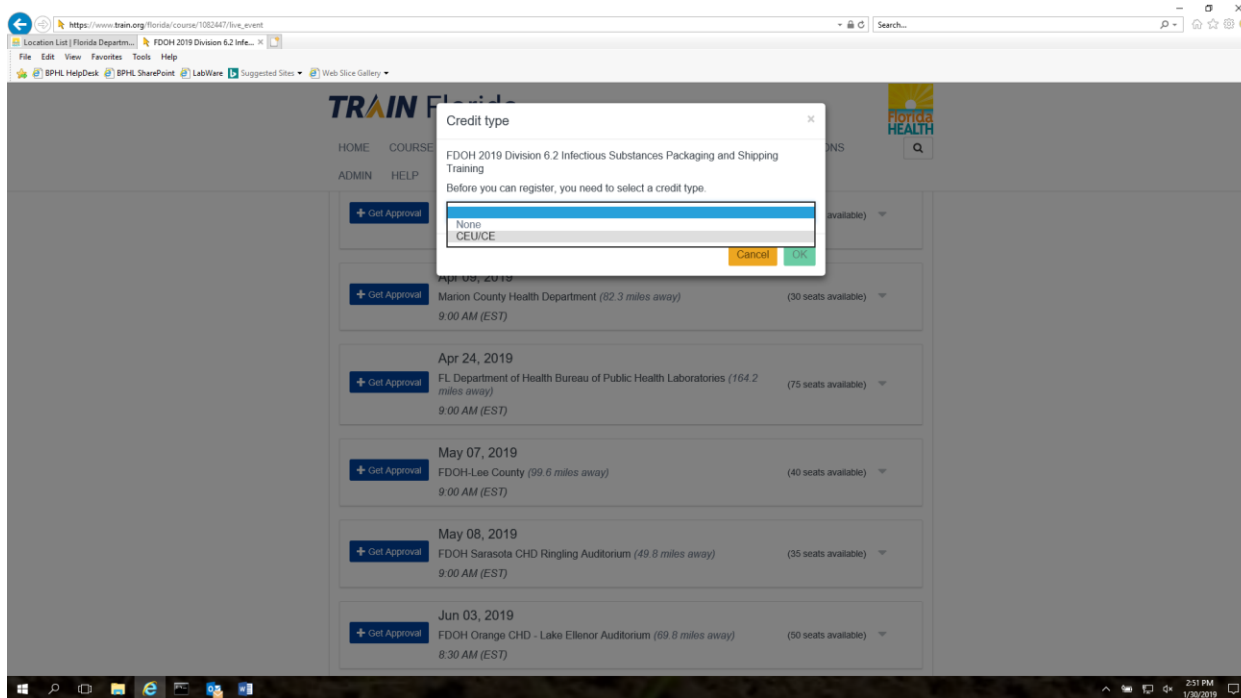 https://www.train.org/florida/course/1082447/live_event
Search...
Location List | Florida Departm...
FDOH 2019 Division 6.2 Infe...
File Edit View Favorites Tools Help
BPHL HelpDesk BPHL SharePoint LabWare Suggested Sites Web Slice Gallery
TRAIN
Florida
HEALTH
Credit type
×
HOME COURSE
FDOH 2019 Division 6.2 Infectious Substances Packaging and Shipping
Training
ADMIN HELP
Before you can register, you need to select a credit type.
None
CEU/CE
Cancel OK
+ Get Approval
available)
Apr 09, 2019
+ Get Approval Marion County Health Department (82.3 miles away) (30 seats available)
9:00 AM (EST)
Apr 24, 2019
+ Get Approval FL Department of Health Bureau of Public Health Laboratories (164.2
miles away) (75 seats available)
9:00 AM (EST)
May 07, 2019
+ Get Approval FDOH-Lee County (99.6 miles away) (40 seats available)
9:00 AM (EST)
May 08, 2019
+ Get Approval FDOH Sarasota CHD Ringling Auditorium (49.8 miles away) (35 seats available)
9:00 AM (EST)
Jun 03, 2019
+ Get Approval FDOH Orange CHD - Lake Ellenor Auditorium (69.8 miles away) (50 seats available)
8:30 AM (EST)
2:51 PM
1/30/2019